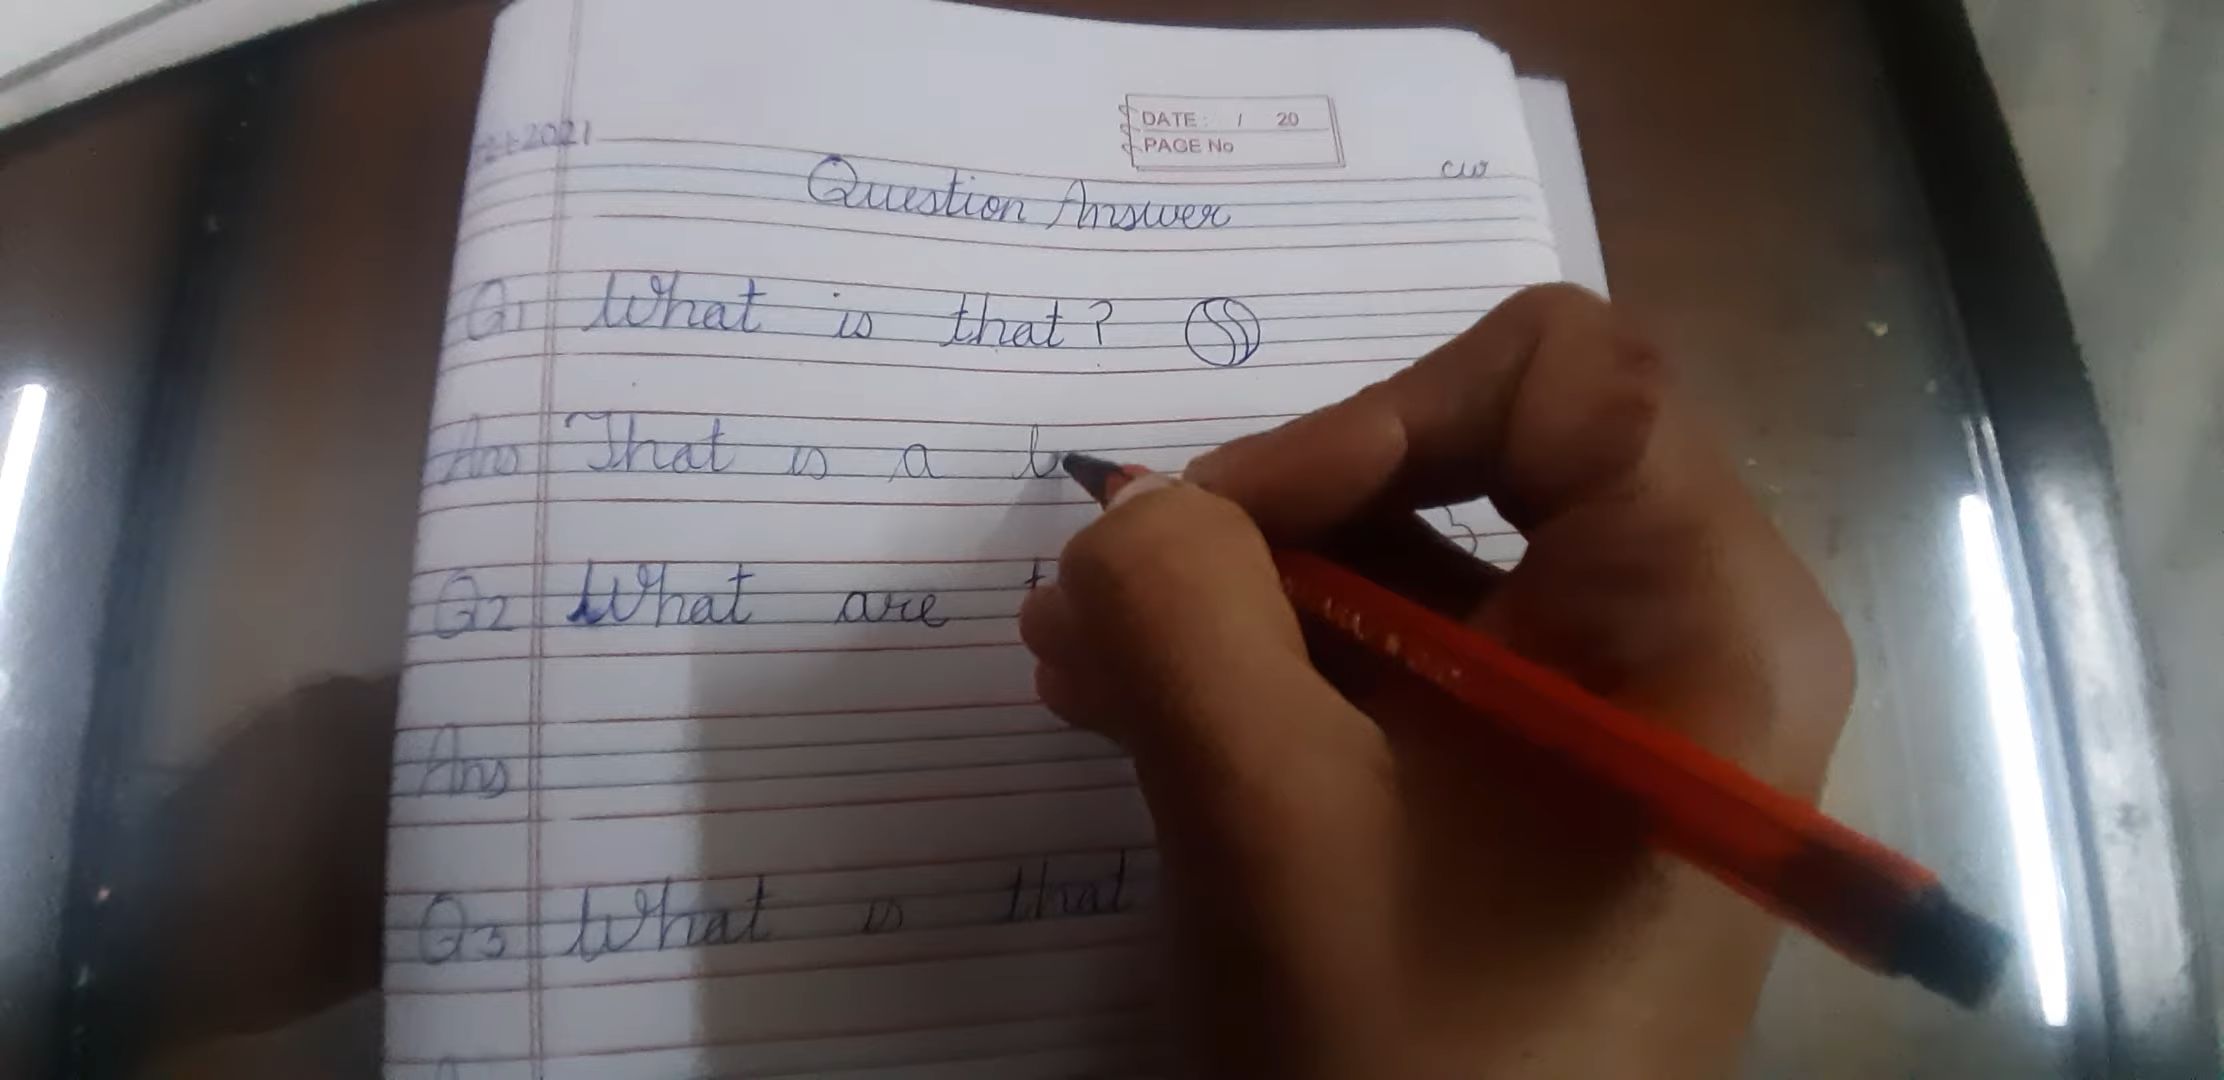 21-2021
DATE: / 20
PAGE No
cw
Question Answer
Q1 What is that?
Ans That is a
Q2 What are
Ans
Q3 What is that